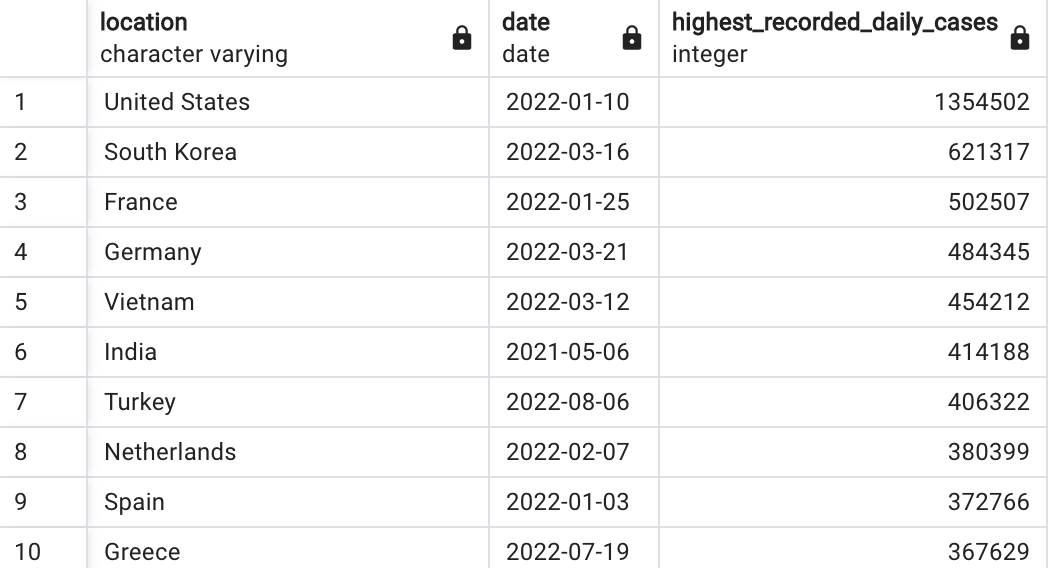 location date highest_recorded_daily_cases
character varying date integer
1 United States 2022-01-10 1354502
2 South Korea 2022-03-16 621317
3 France 2022-01-25 502507
4 Germany 2022-03-21 484345
5 Vietnam 2022-03-12 454212
6 India 2021-05-06 414188
7 Turkey 2022-08-06 406322
8 Netherlands 2022-02-07 380399
9 Spain 2022-01-03 372766
10 Greece 2022-07-19 367629